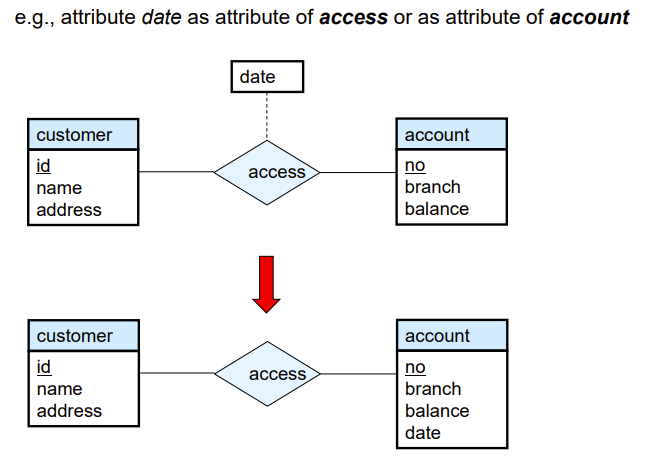 e.g., attribute date as attribute of access or as attribute of account
date
customer
id
name
address
access
account
no
branch
balance
customer
id
name
address
access
account
no
branch
balance
date